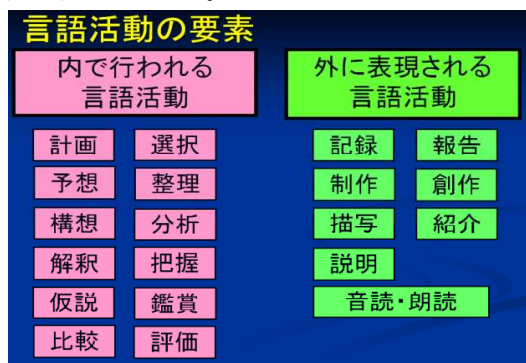 言語活動の要素
内で行われる
言語活動
計画 選択
予想 整理
構想 分析
解釈 把握
仮説 鑑賞
比較 評価
外に表現される
言語活動
記録 報告
制作 創作
描写 紹介
説明
音読・朗読